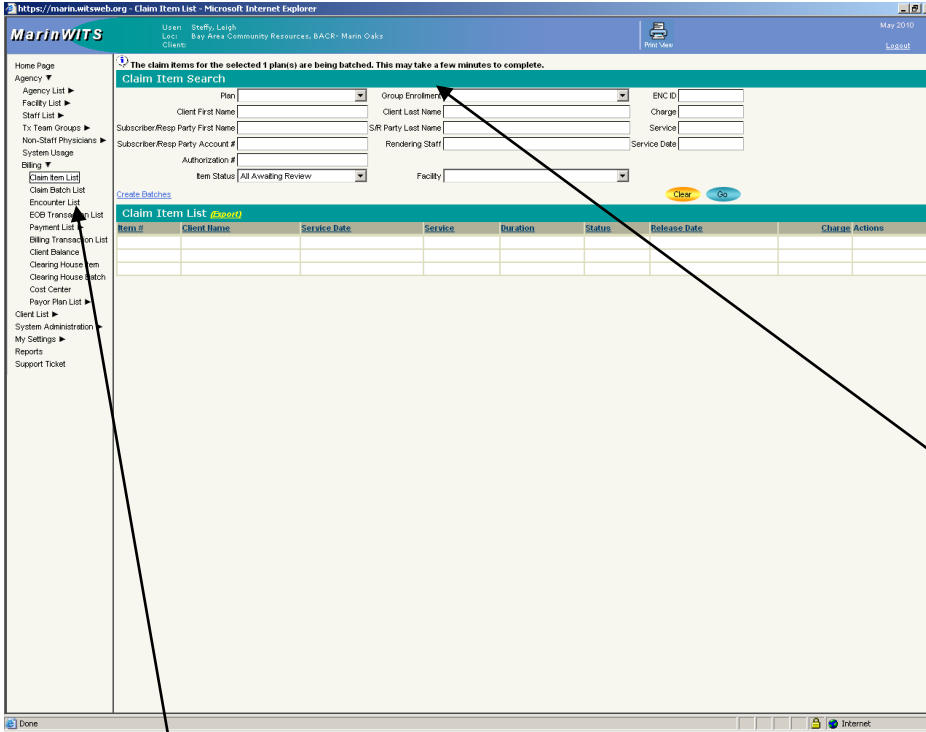 https://marin.witsweb.org - Claim Item List - Microsoft Internet Explorer
MarinWITS
User: Steffy, Leigh
Loc: Bay Area Community Resources, BACR- Marin Oaks
Client:
Print View
May 2010
Logout
Home Page
Agency ▼
Agency List ►
Facility List ►
Staff List ►
Tx Team Groups ►
Non-Staff Physicians ►
System Usage
Billing ▼
Claim Item List
Claim Batch List
Encounter List
EOB Transaction List
Payment List ►
Billing Transaction List
Client Balance
Clearing House Item
Clearing House Batch
Cost Center
Payor Plan List ►
Client List ►
System Administration ►
My Settings ►
Reports
Support Ticket
The claim items for the selected 1 plan(s) are being batched. This may take a few minutes to complete.
Claim Item Search
Plan Group Enrollment ENC ID
Client First Name Client Last Name Charge
Subscriber/Resp Party First Name S/R Party Last Name Service
Subscriber/Resp Party Account # Rendering Staff Service Date
Authorization #
Item Status All Awaiting Review Facility
Create Batches Clear Go
Claim Item List (Export)
Item # Client Name Service Date Service Duration Status Release Date Charge Actions
Done Internet